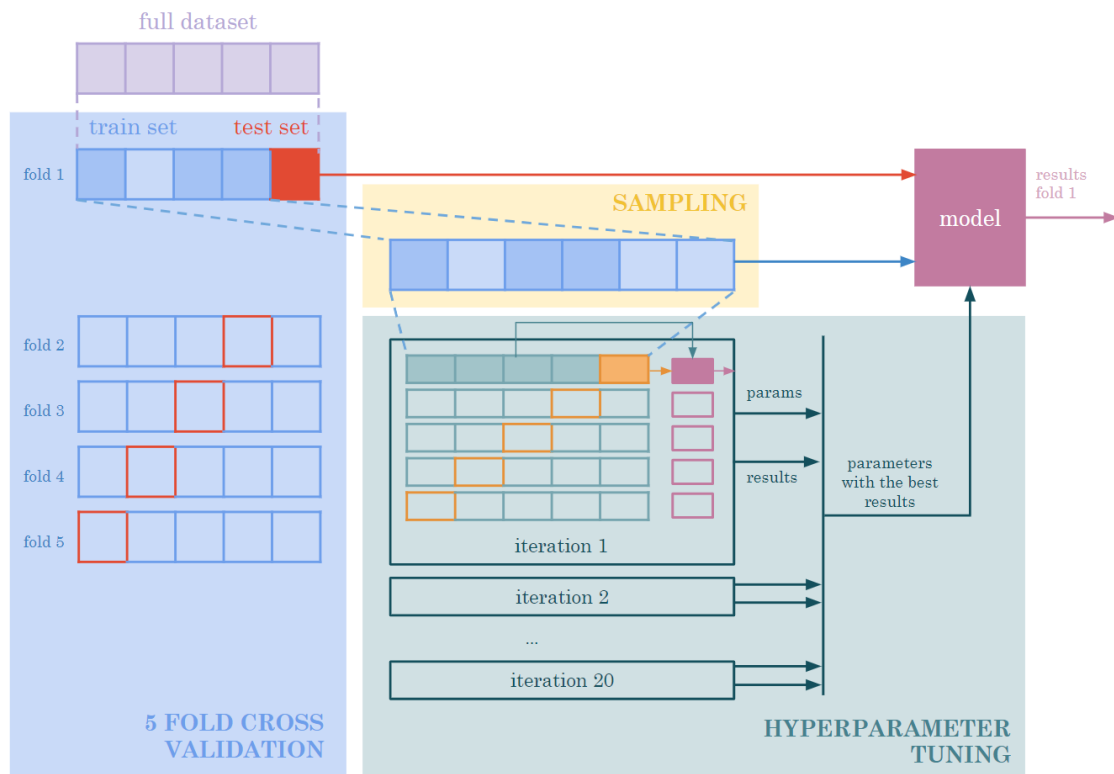 full dataset
train set
test set
fold 1
results
fold 1
SAMPLING
model
fold 2
fold 3
fold 4
fold 5
params
results
parameters
with the best
results
iteration 1
iteration 2
...
iteration 20
5 FOLD CROSS
VALIDATION
HYPERPARAMETER
TUNING